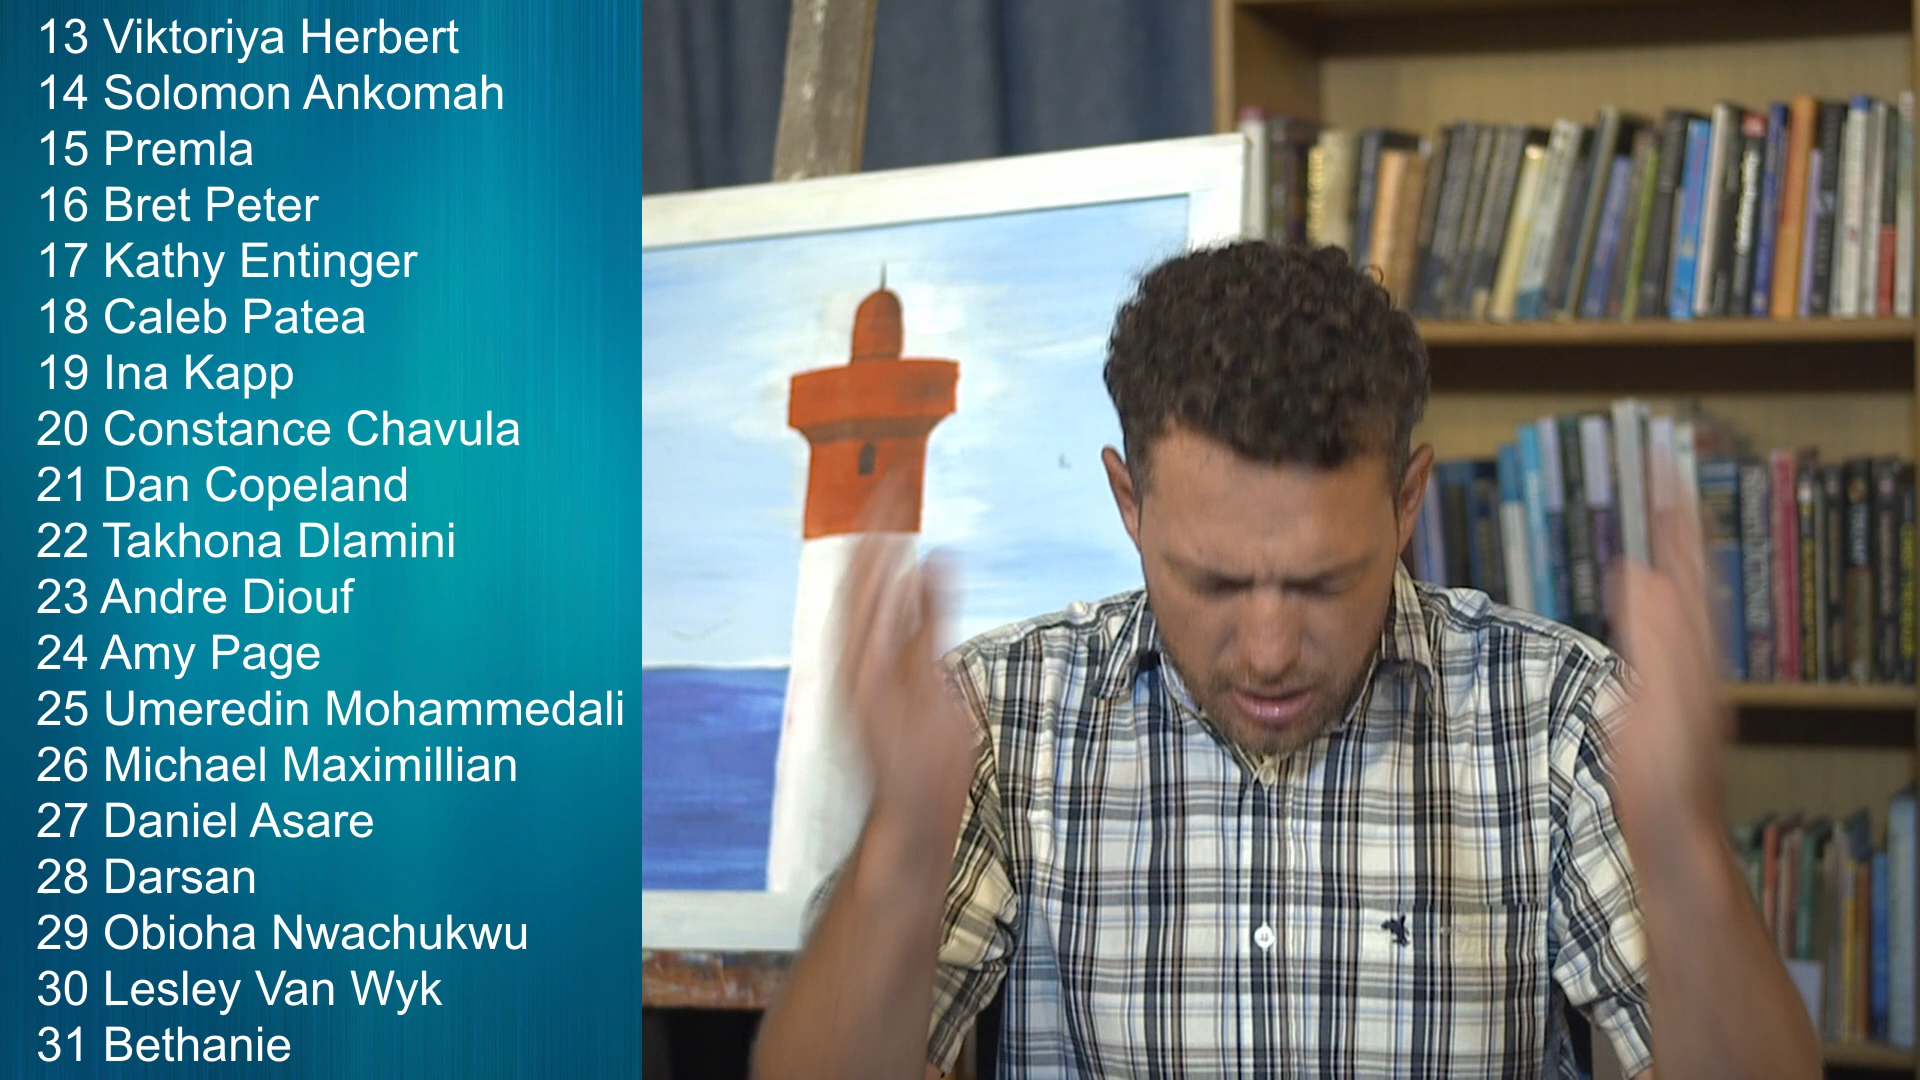 13 Viktoriya Herbert
14 Solomon Ankomah
15 Premla
16 Bret Peter
17 Kathy Entinger
18 Caleb Patea
19 Ina Kapp
20 Constance Chavula
21 Dan Copeland
22 Takhona Dlamini
23 Andre Diouf
24 Amy Page
25 Umeredin Mohammedali
26 Michael Maximillian
27 Daniel Asare
28 Darsan
29 Obioha Nwachukwu
30 Lesley Van Wyk
31 Bethanie